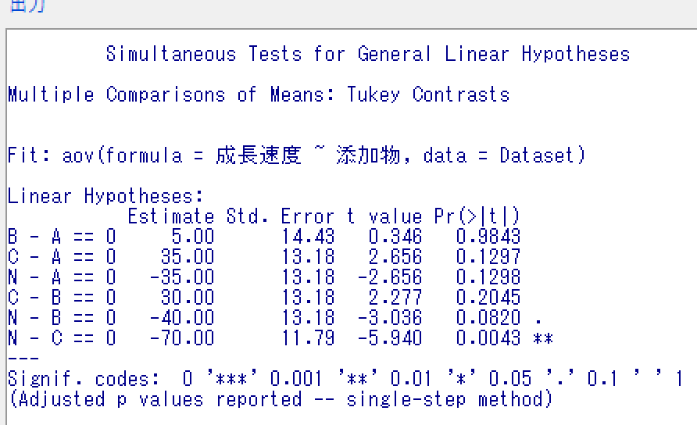 出力
Simultaneous Tests for General Linear Hypotheses
Multiple Comparisons of Means: Tukey Contrasts
Fit: aov(formula = 成長速度 ~ 添加物, data = Dataset)
Linear Hypotheses:
Estimate Std. Error t value Pr(>|t|)
B - A == 0 5.00 14.43 0.346 0.9843
C - A == 0 35.00 13.18 2.656 0.1297
N - A == 0 -35.00 13.18 -2.656 0.1298
C - B == 0 30.00 13.18 2.277 0.2045
N - B == 0 -40.00 13.18 -3.036 0.0820 .
N - C == 0 -70.00 11.79 -5.940 0.0043 **
---
Signif. codes: 0 '***' 0.001 '**' 0.01 '*' 0.05 '.' 0.1 ' ' 1
(Adjusted p values reported -- single-step method)